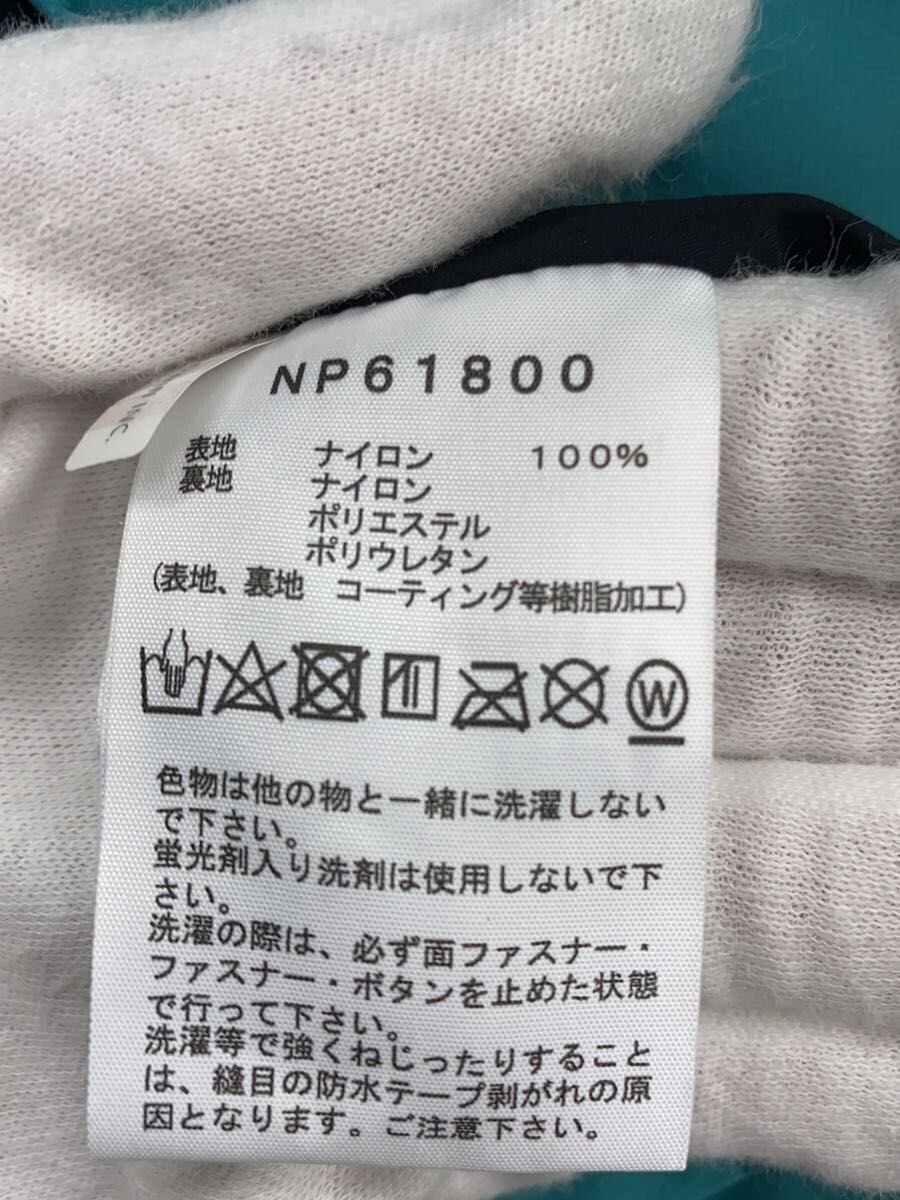 NP61800
表地 ナイロン 100%
裏地 ナイロン
ポリエステル
ポリウレタン
(表地、裏地 コーティング等樹脂加工)
W
色物は他の物と一緒に洗濯しない
で下さい。
蛍光剤入り洗剤は使用しないで下
さい。
洗濯の際は、必ず面ファスナー・
ファスナー・ボタンを止めた状態
で行って下さい。
洗濯等で強くねじったりすること
は、縫目の防水テープ剥がれの原
因となります。ご注意下さい。
INC.